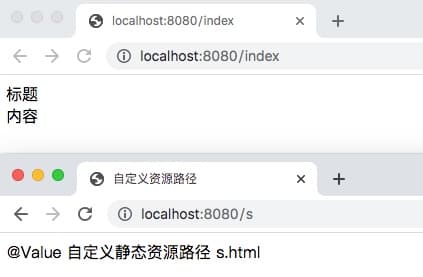 localhost:8080/index
localhost:8080/index
标题
内容
自定义资源路径
localhost:8080/s
@Value 自定义静态资源路径 s.html